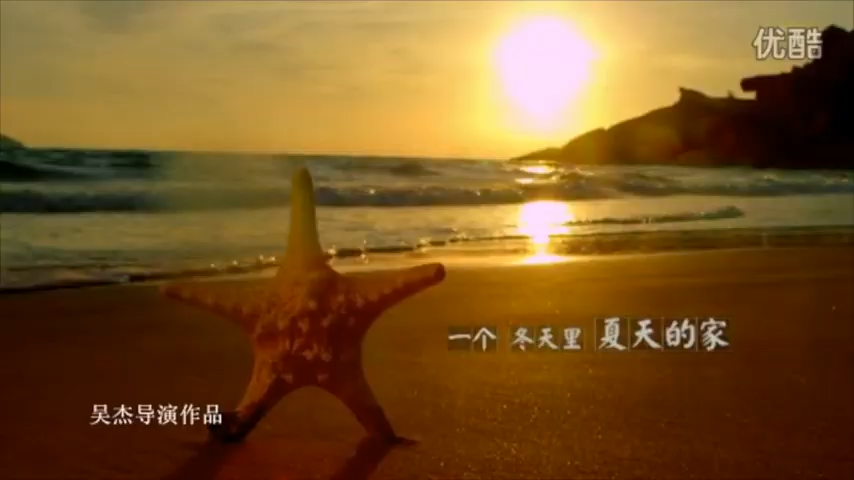 优酷
一个 冬天里 夏天的家
吴杰导演作品